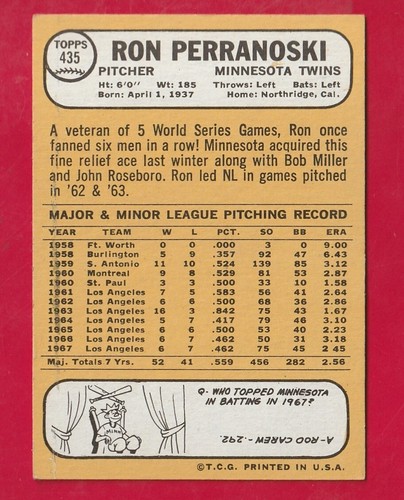 TOPPS
435
RON PERRANOSKI
PITCHER MINNESOTA TWINS
Ht: 6'0" Wt: 185 Throws: Left Bats: Left
Born: April 1, 1937 Home: Northridge, Cal.
A veteran of 5 World Series Games, Ron once
fanned six men in a row! Minnesota acquired this
fine relief ace last winter along with Bob Miller
and John Roseboro. Ron led NL in games pitched
in '62 & '63.
MAJOR & MINOR LEAGUE PITCHING RECORD
YEAR TEAM W L PCT. SO BB ERA
1958 Ft. Worth 0 0 .000 3 0 9.00
1958 Burlington 5 9 .357 92 47 6.43
1959 S. Antonio 11 10 .524 139 85 3.12
1960 Montreal 8 9 .529 81 53 2.87
1960 St. Paul 3 3 .500 33 10 1.58
1961 Los Angeles 7 5 .583 56 41 2.64
1962 Los Angeles 6 6 .500 68 36 2.86
1963 Los Angeles 16 3 .842 75 43 1.67
1964 Los Angeles 5 7 .417 79 46 3.10
1965 Los Angeles 6 6 .500 53 40 2.23
1966 Los Angeles 6 7 .462 50 31 3.18
1967 Los Angeles 6 7 .462 75 45 2 45
Maj. Totals 7 Yrs. 52 41 .559 456 282 2.56
Q- WHO TOPPED MINNESOTA
IN BATTING IN 1967?
A- ROD CAREW - .292.
MINN
©T.C.G. PRINTED IN U.S.A.